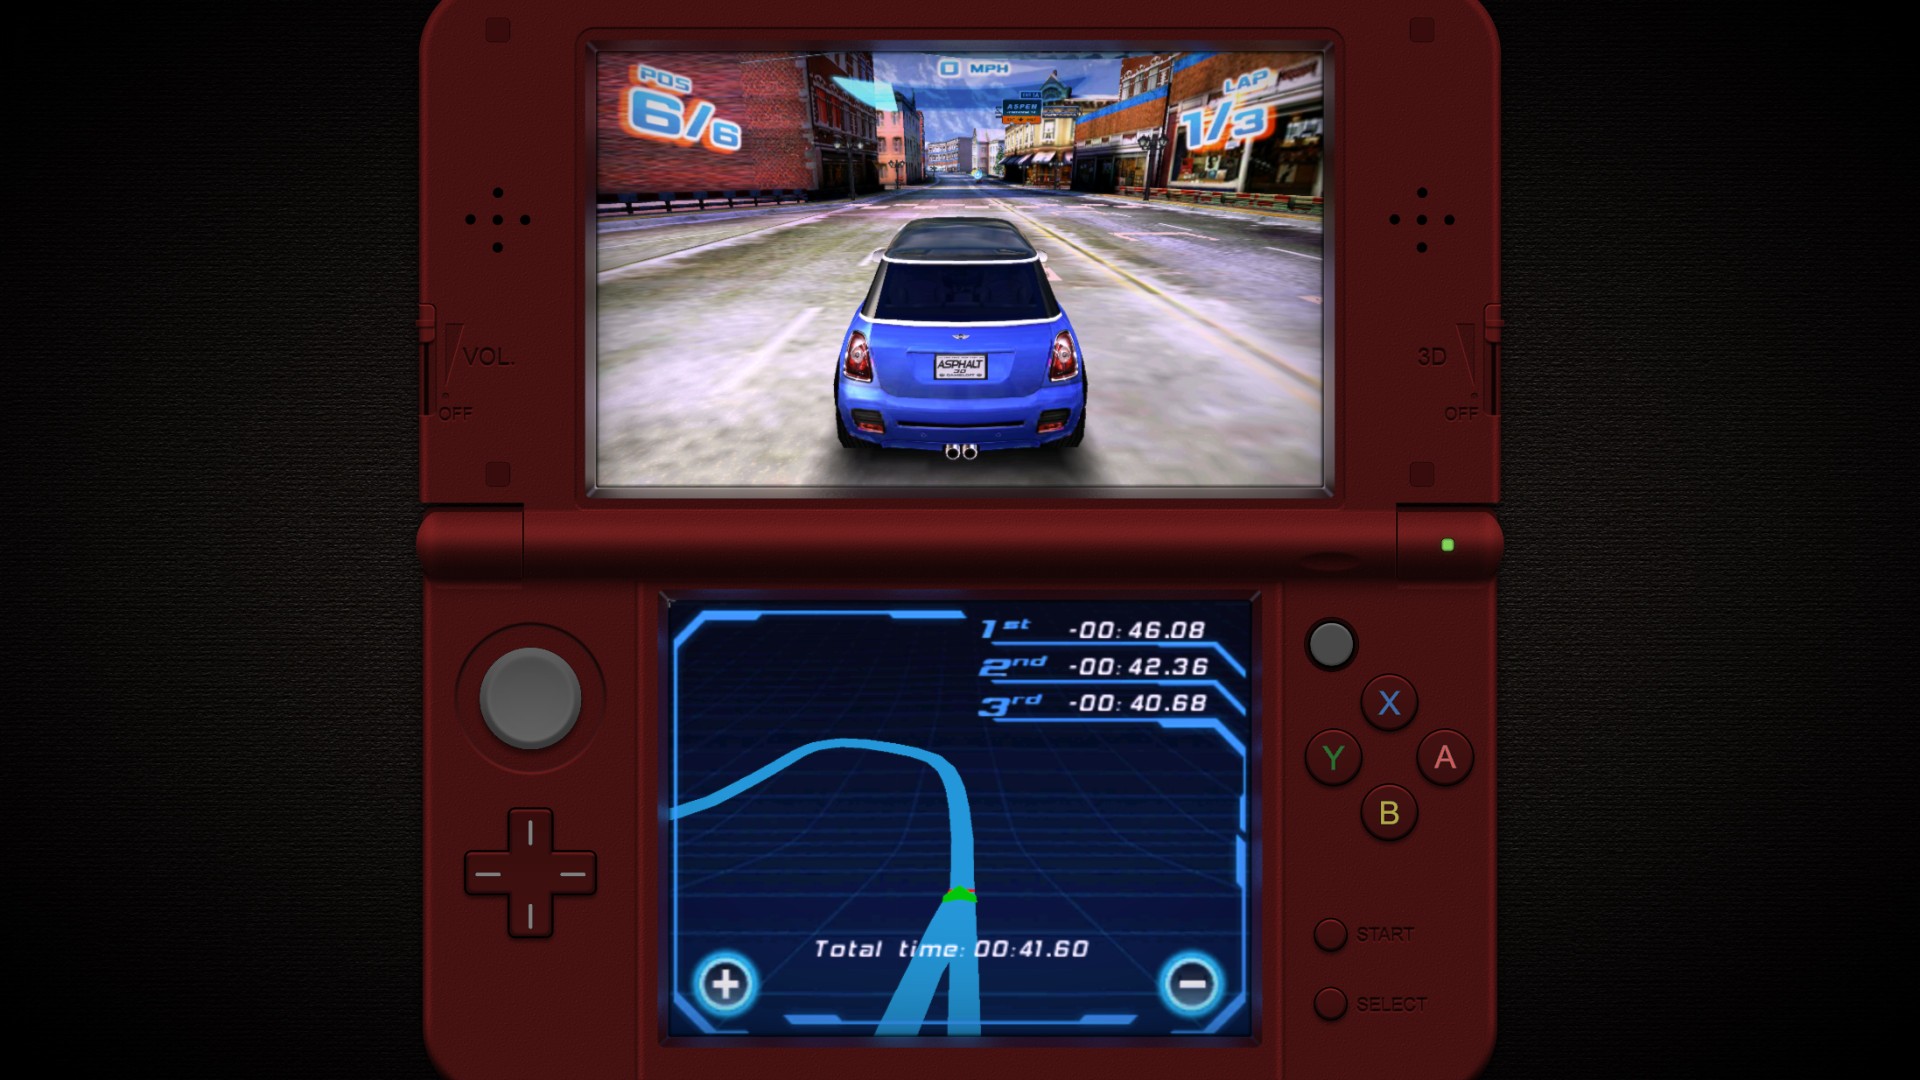 POS
6/6
0 MPH
LAP
1/3
ASPEN
ASPHALT
3D
VOL.
OFF
3D
OFF
1st -00:46.08
2nd -00:42.36
3rd -00:40.68
Total time: 00:41.60
+
-
X
Y
A
B
START
SELECT